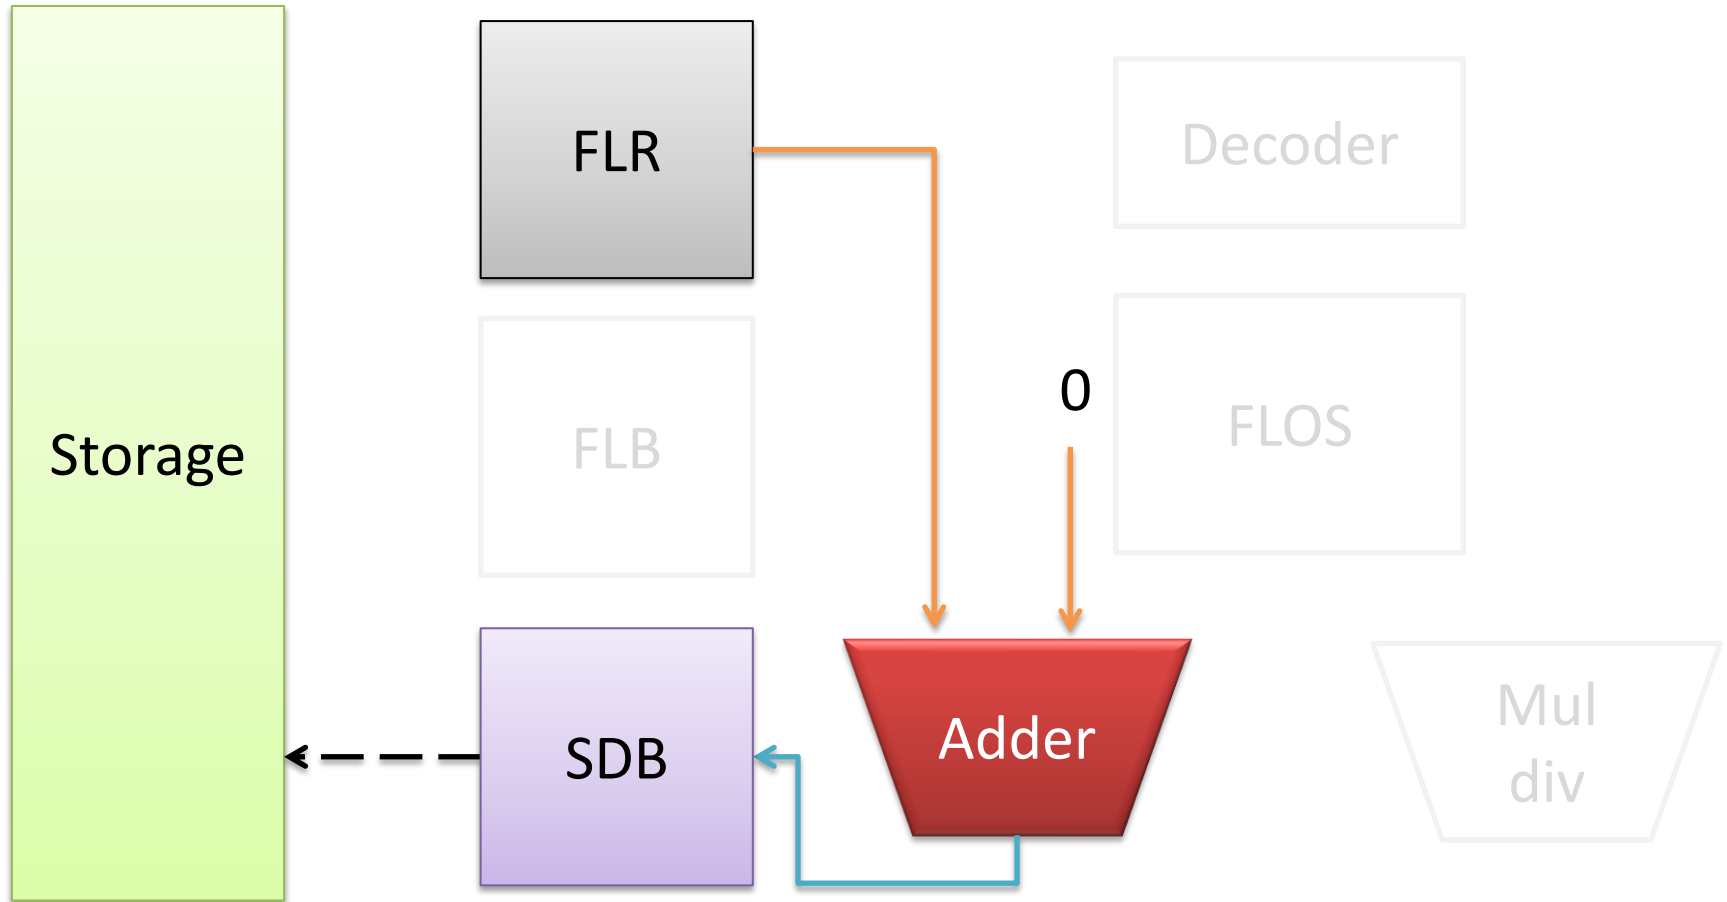 FLR
Decoder
0
FLOS
FLB
Storage
SDB
Adder
Mul
div